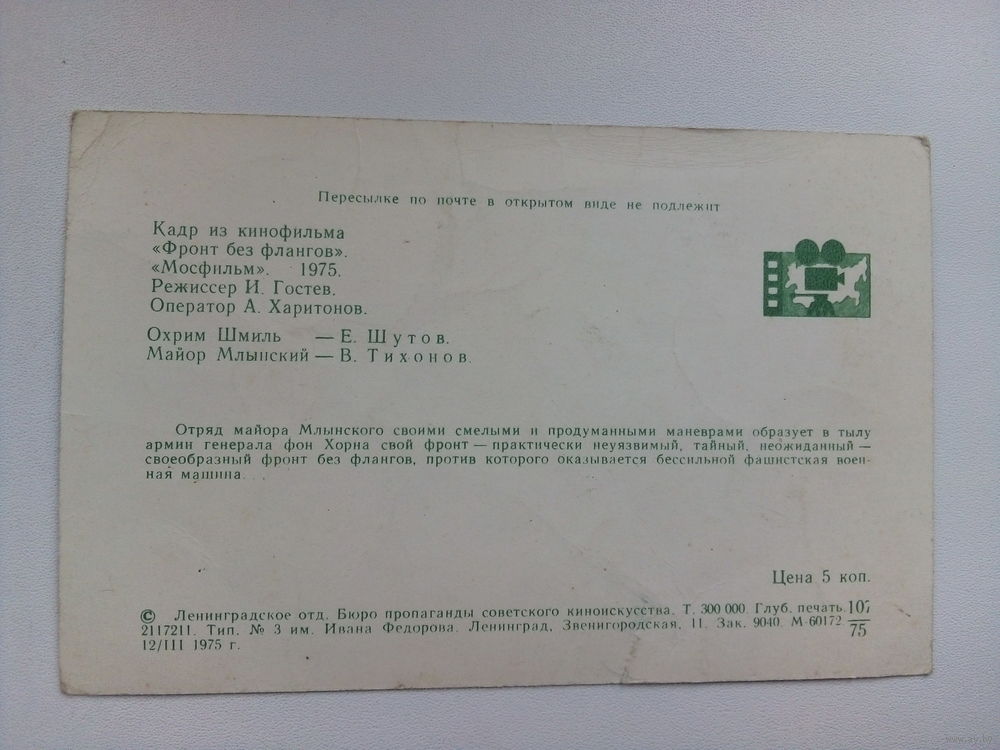 Пересылке по почте в открытом виде не подлежит
Кадр из кинофильма
«Фронт без флангов».
«Мосфильм». 1975.
Режиссер И. Гостев.
Оператор А. Харитонов.
Охрим Шмиль — Е. Шутов.
Майор Млынский — В. Тихонов.
Отряд майора Млынского своими смелыми и продуманными маневрами образует в тылу
армии генерала фон Хорна свой фронт — практически неуязвимый, тайный, неожиданный —
своеобразный фронт без флангов, против которого оказывается бессильной фашистская воен-
ная машина.
Цена 5 коп.
© Ленинградское отд. Бюро пропаганды советского киноискусства. Т. 300 000. Глуб. печать. 107/75
2117211. Тип. № 3 им. Ивана Федорова. Ленинград, Звенигородская, 11. Зак. 9040. М-60172
12/III 1975 г.